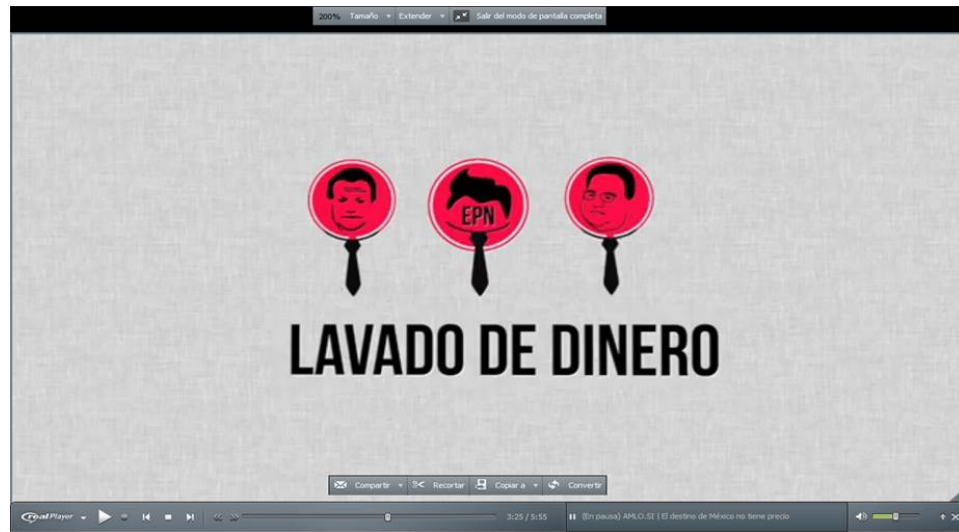 200% Tamaño Extender Salir del modo de pantalla completa
EPN
LAVADO DE DINERO
Compartir Recortar Copiar a Convertir
realPlayer 3:25 / 5:55 (En pausa) AMLO.SI | El destino de México no tiene precio